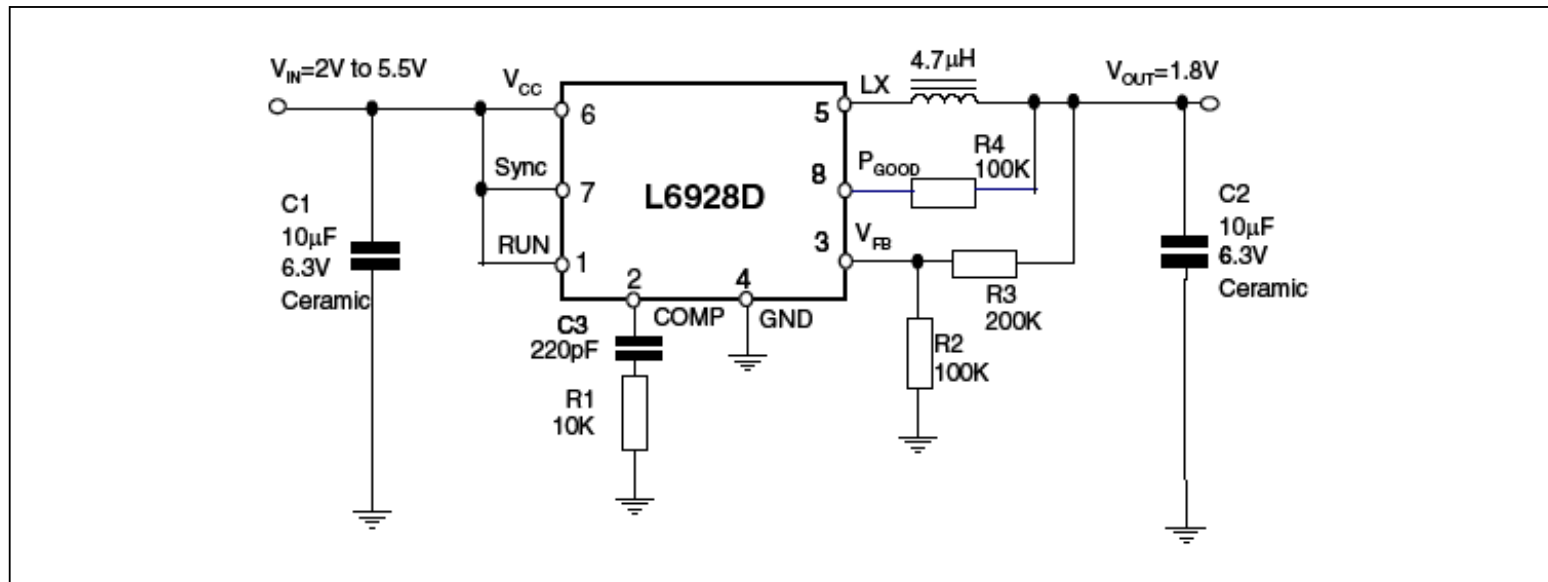 V_IN=2V to 5.5V
V_CC
6
Sync
7
RUN
1
L6928D
2
COMP
4
GND
LX
5
4.7μH
P_GOOD
8
R4
100K
V_FB
3
R3
200K
R2
100K
V_OUT=1.8V
C1
10μF
6.3V
Ceramic
C3
220pF
R1
10K
C2
10μF
6.3V
Ceramic